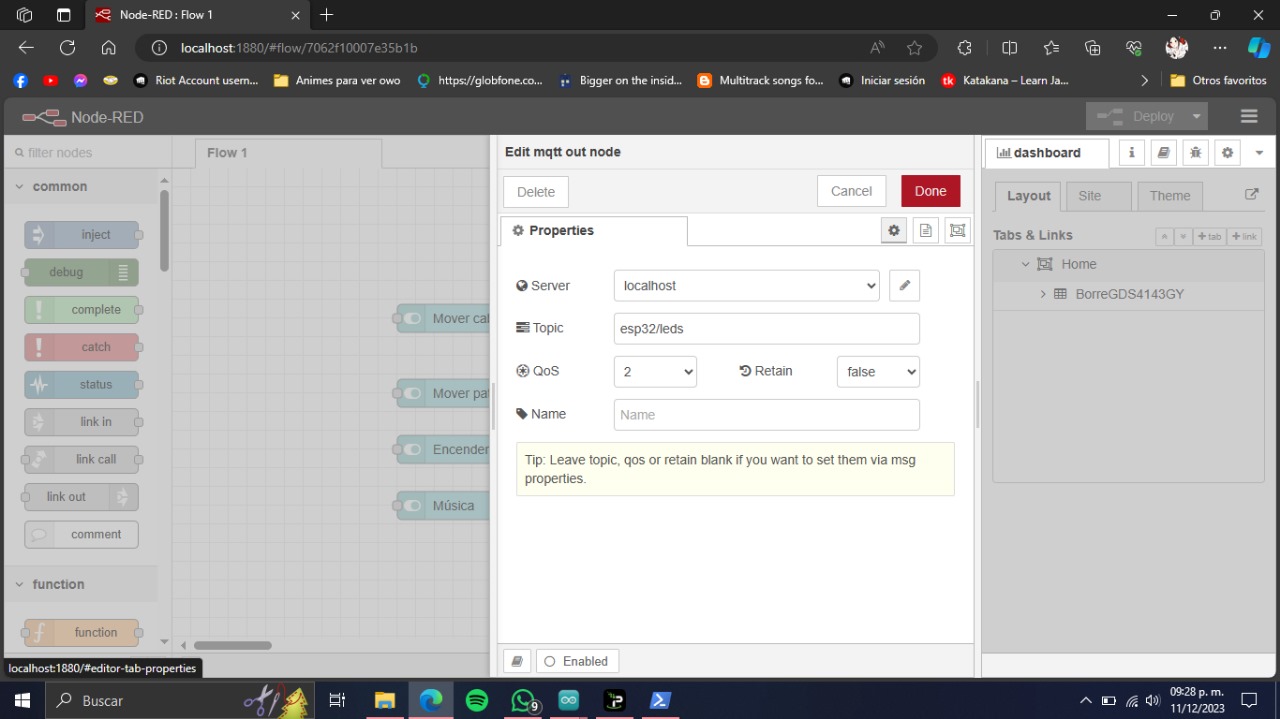 Node-RED : Flow 1
localhost:1880/#flow/7062f10007e35b1b
Riot Account usern...
Animes para ver owo
https://globfone.co...
Bigger on the insid...
Multitrack songs fo...
Iniciar sesión
tk
Katakana – Learn Ja...
Otros favoritos
Node-RED
Deploy
filter nodes
Flow 1
Edit mqtt out node
dashboard
common
Delete
Cancel
Done
Layout
Site
Theme
inject
Properties
Tabs & Links
+ tab
+ link
debug
Home
complete
Server
localhost
BorreGDS4143GY
Mover cal
Topic
esp32/leds
catch
status
QoS
2
Retain
false
Mover pat
link in
Name
Name
Encender
link call
Tip: Leave topic, qos or retain blank if you want to set them via msg
properties.
link out
Música
comment
function
function
Enabled
localhost:1880/#editor-tab-properties
Buscar
9
09:28 p. m.
11/12/2023